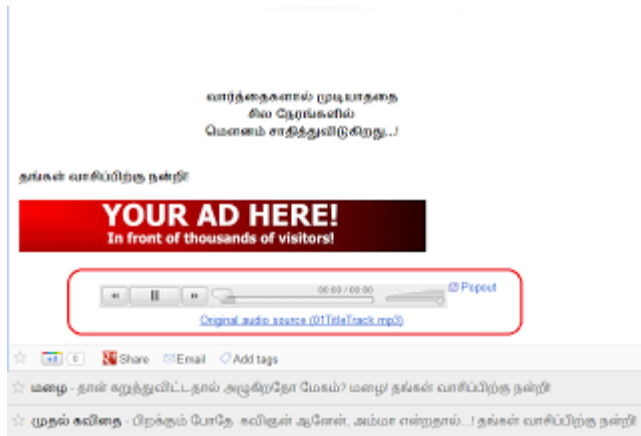 வார்த்தைகளால் முடியாததை
சில நேரங்களில்
மௌனம் சாதித்துவிடுகிறது..!
தங்கள் வாசிப்பிற்கு நன்றி!
YOUR AD HERE!
In front of thousands of visitors!
00:00 / 00:00
Popout
Original audio source (01TitleTrack.mp3)
+1 0 Share Email Add tags
மழை - தான் கறுத்துவிட்டதால் அழுகிறதோ மேகம்? மழை! தங்கள் வாசிப்பிற்கு நன்றி!
முதல் கவிதை - பிறக்கும் போதே கவிஞன் ஆனேன். அம்மா என்றதால்...! தங்கள் வாசிப்பிற்கு நன்றி!